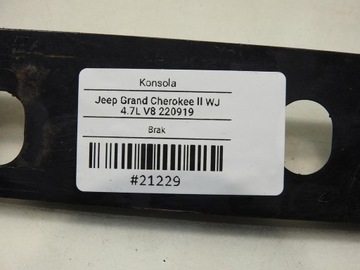 Konsola
Jeep Grand Cherokee II WJ
4.7L V8 220919
Brak
#21229